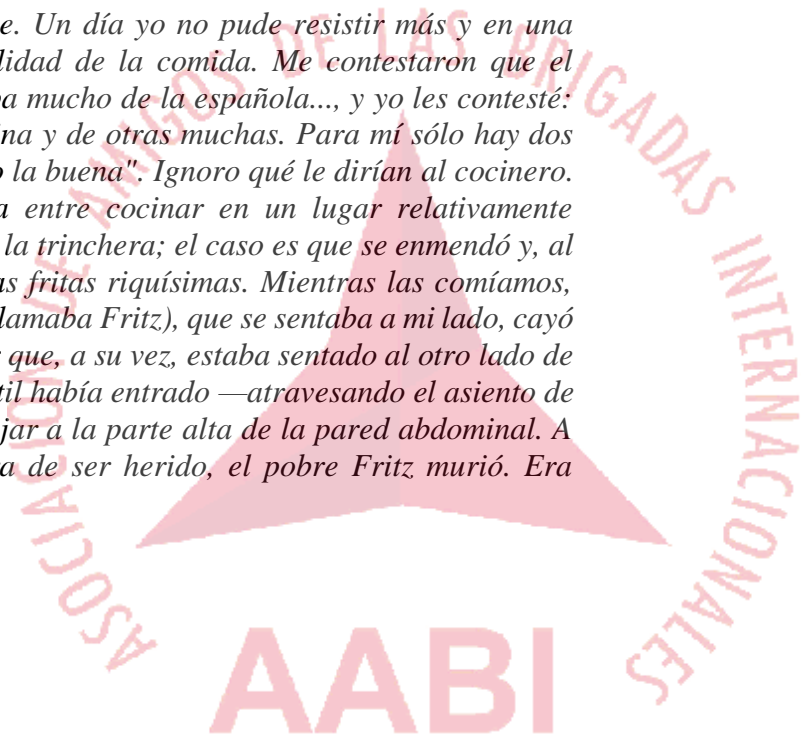 e. Un día yo no pude resistir más y en una
lidad de la comida. Me contestaron que el
ba mucho de la española..., y yo les contesté:
ina y de otras muchas. Para mí sólo hay dos
o la buena". Ignoro qué le dirían al cocinero.
a entre cocinar en un lugar relativamente
la trinchera; el caso es que se enmendó y, al
as fritas riquísimas. Mientras las comíamos,
lamaba Fritz), que se sentaba a mi lado, cayó
que, a su vez, estaba sentado al otro lado de
til había entrado —atravesando el asiento de
jar a la parte alta de la pared abdominal. A
a de ser herido, el pobre Fritz murió. Era
ASOCIACIÓN DE AMIGOS DE LAS BRIGADAS INTERNACIONALES
AABI